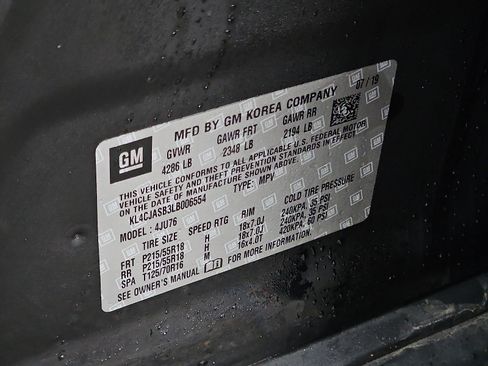 MFD BY GM KOREA COMPANY 07/19
GM
GVWR GAWR FRT GAWR RR
4286 LB 2348 LB 2194 LB
THIS VEHICLE CONFORMS TO ALL APPLICABLE U.S. FEDERAL MOTOR
VEHICLE SAFETY AND THEFT PREVENTION STANDARDS IN EFFECT
ON THE DATE OF MANUFACTURE SHOWN ABOVE.
KL4CJASB3LB006554 TYPE: MPV
MODEL: 4JU76
TIRE SIZE SPEED RTG RIM COLD TIRE PRESSURE
FRT P215/55R18 H 18x7.0J 240KPA, 35 PSI
RR P215/55R18 H 18x7.0J 240KPA, 35 PSI
SPA T125/70R16 M 16x4.0T 420KPA, 60 PSI
SEE OWNER'S MANUAL FOR MORE INFORMATION.